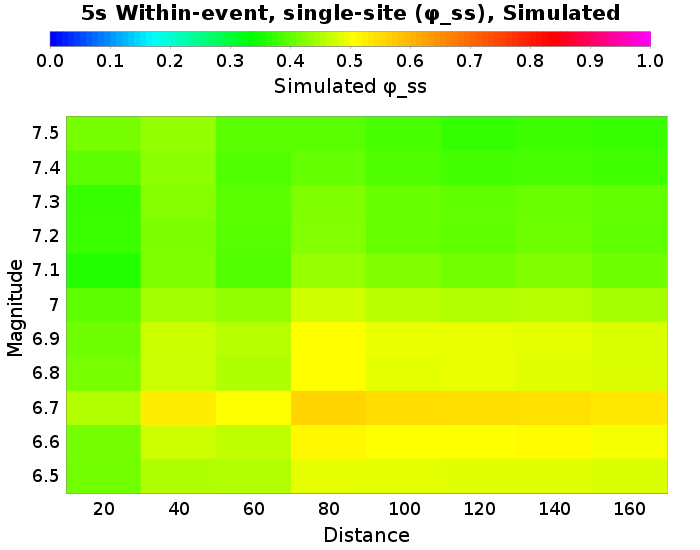 5s Within-event, single-site (φ_ss), Simulated
0.0 0.1 0.2 0.3 0.4 0.5 0.6 0.7 0.8 0.9 1.0
Simulated φ_ss
7.5
7.4
7.3
7.2
7.1
7
6.9
6.8
6.7
6.6
6.5
Magnitude
20 40 60 80 100 120 140 160
Distance